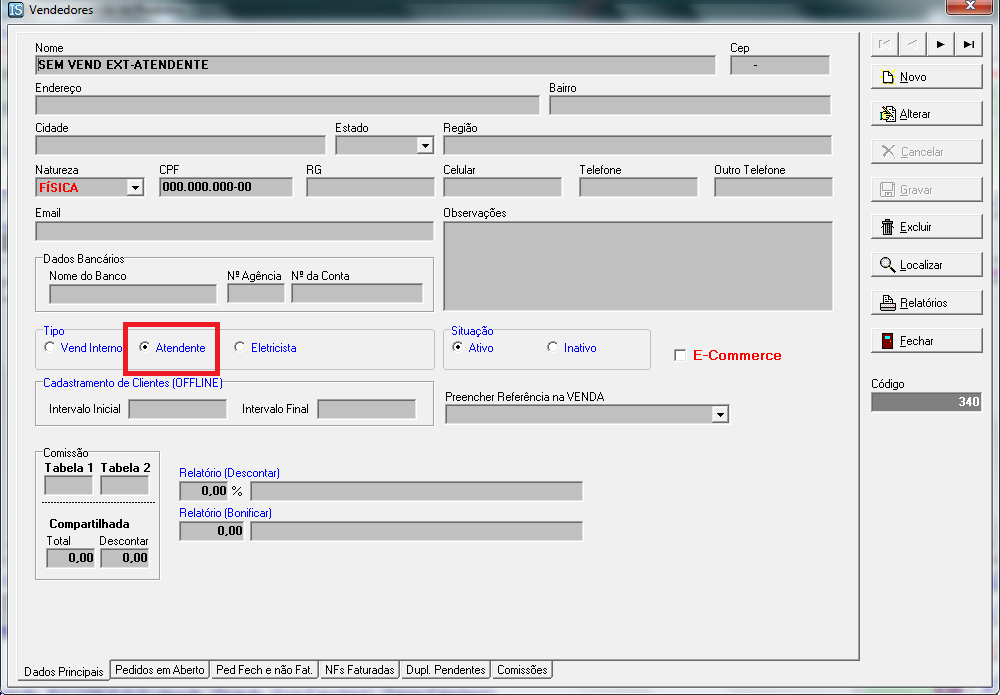 Vendedores
Nome
Cep
SEM VEND EXT-ATENDENTE
-
Endereço
Bairro
Cidade
Estado
Região
Natureza
CPF
RG
Celular
Telefone
Outro Telefone
FÍSICA
000.000.000-00
Email
Observações
Dados Bancários
Nome do Banco
Nº Agência
Nº da Conta
Tipo
Vend Interno
Atendente
Eletricista
Situação
Ativo
Inativo
E-Commerce
Cadastramento de Clientes (OFFLINE)
Intervalo Inicial
Intervalo Final
Preencher Referência na VENDA
Comissão
Tabela 1 Tabela 2
Compartilhada
Total
Descontar
0,00
0,00
Relatório (Descontar)
0,00 %
Relatório (Bonificar)
0,00
Novo
Alterar
Cancelar
Gravar
Excluir
Localizar
Relatórios
Fechar
Código
340
Dados Principais
Pedidos em Aberto
Ped Fech e não Fat.
NFs Faturadas
Dupl. Pendentes
Comissões